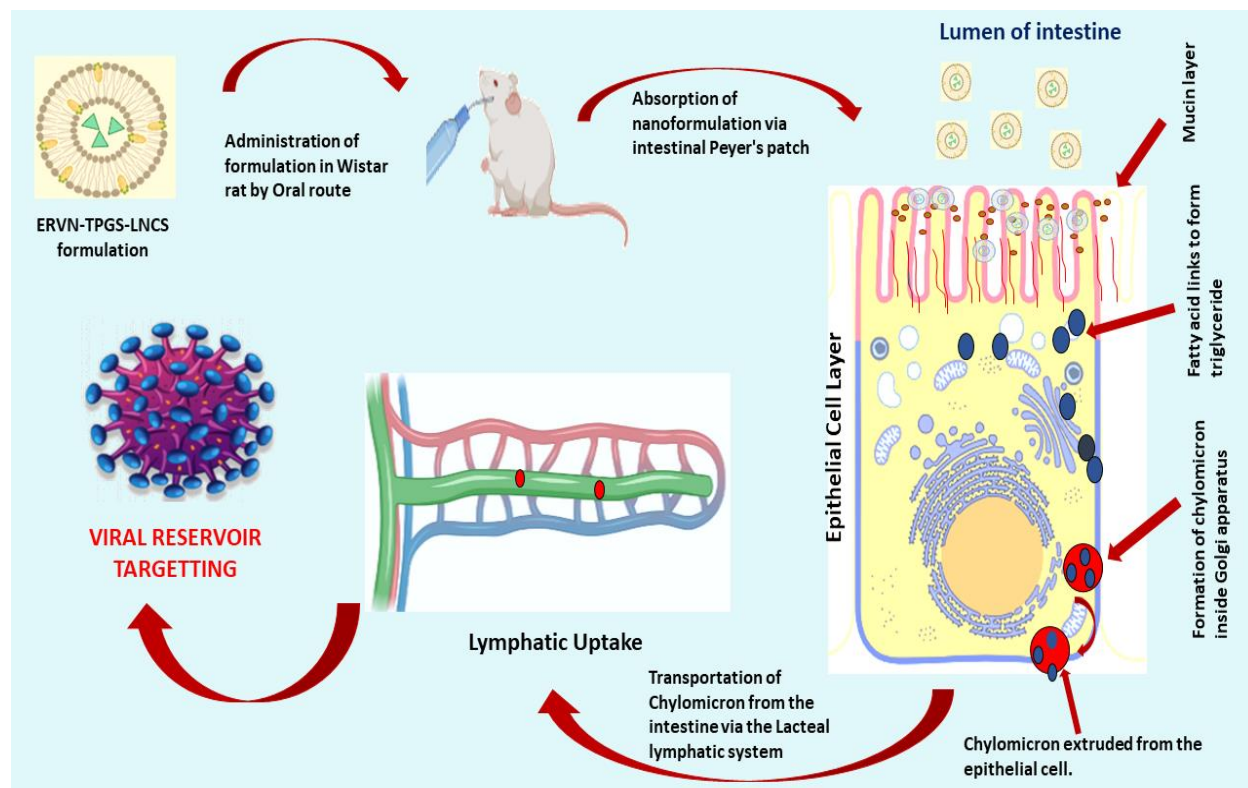 Lumen of intestine
Mucin layer
Administration of
formulation in Wistar
rat by Oral route
Absorption of
nanoformulation via
intestinal Peyer's patch
ERVN-TPGS-LNCS
formulation
Fatty acid links to form
triglyceride
Epithelial Cell Layer
Formation of chylomicron
inside Golgi apparatus
VIRAL RESERVOIR
TARGETTING
Lymphatic Uptake
Transportation of
Chylomicron from the
intestine via the Lacteal
lymphatic system
Chylomicron extruded from the
epithelial cell.